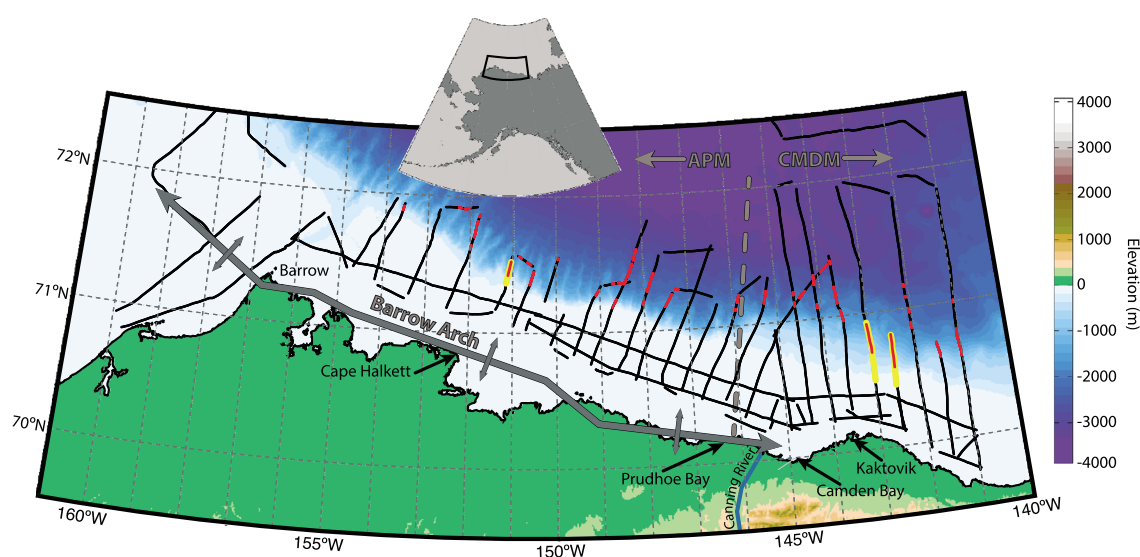 4000
3000
2000
1000
0
-1000
-2000
-3000
-4000
Elevation (m)
72°N
71°N
70°N
APM
CMDM
Barrow
Barrow Arch
Cape Halkett
Prudhoe Bay
Canning River
Kaktovik
Camden Bay
160°W
155°W
150°W
145°W
140°W